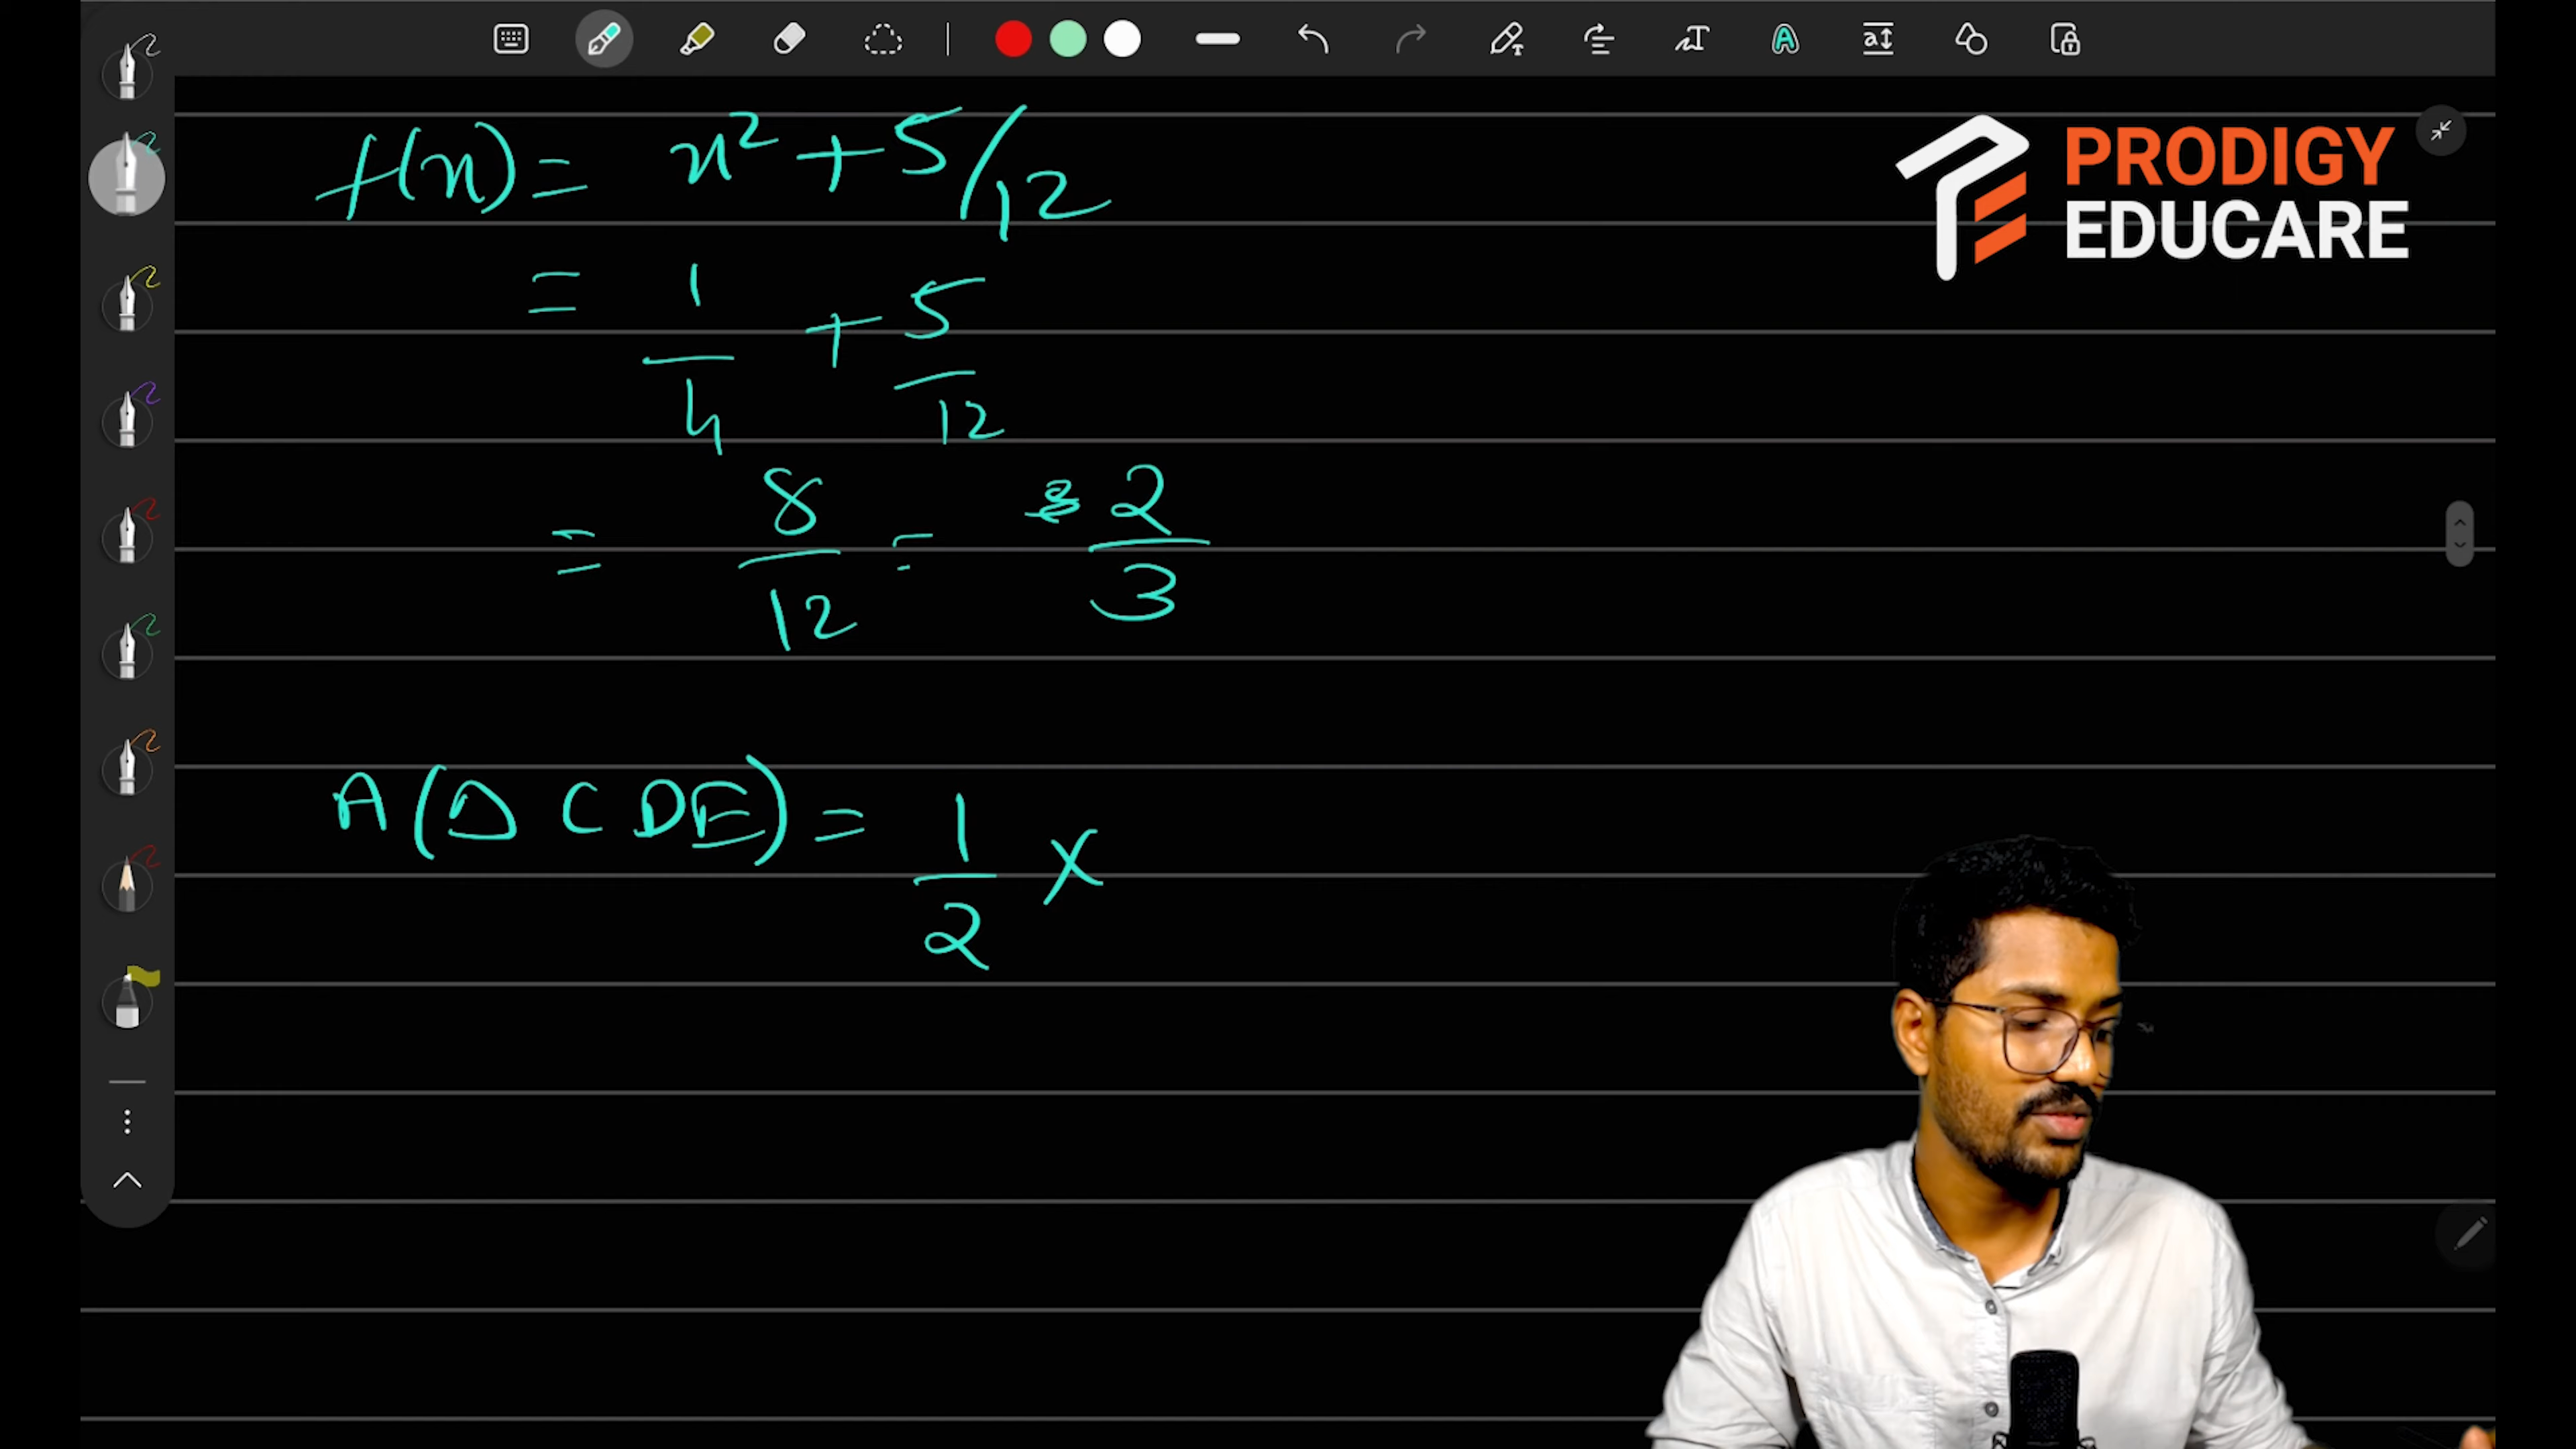 f(x) = x² + 5/12
PRODIGY
EDUCARE
= 1/4 + 5/12
= 8/12 = 2/3
A(Δ CDE) = 1/2 ×